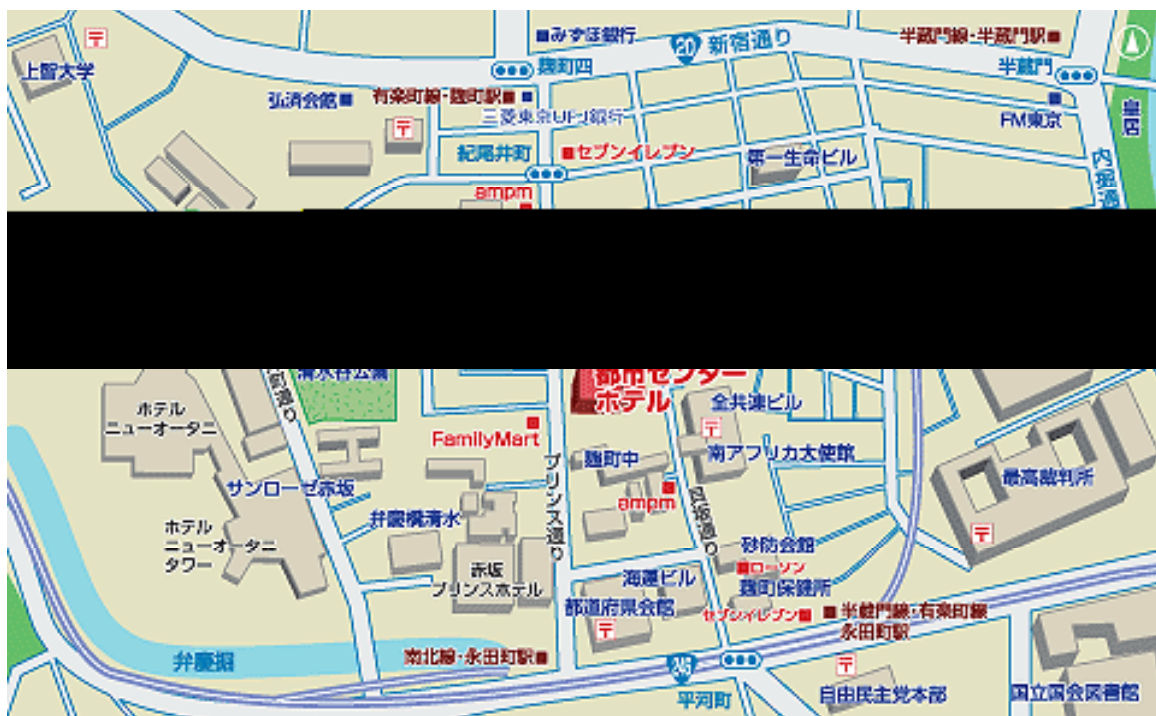 みずほ銀行
20
新宿通り
半蔵門線・半蔵門駅
上智大学
麹町四
半蔵門
弘済会館
有楽町線・麹町駅
三菱東京UFJ銀行
FM東京
皇居
紀尾井町
セブンイレブン
第一生命ビル
内堀通
ampm
清水谷公園
都市センター
ホテル
ホテル
ニューオータニ
全共連ビル
FamilyMart
プリンス通り
麹町中
南アフリカ大使館
最高裁判所
サンローゼ赤坂
ampm
弁慶橋清水
ホテル
ニューオータニ
タワー
砂防会館
ローソン
赤坂
プリンスホテル
海運ビル
麹町保健所
都道府県会館
セブンイレブン
半蔵門線・有楽町線
永田町駅
弁慶堀
南北線・永田町駅
246
平河町
自由民主党本部
国立国会図書館